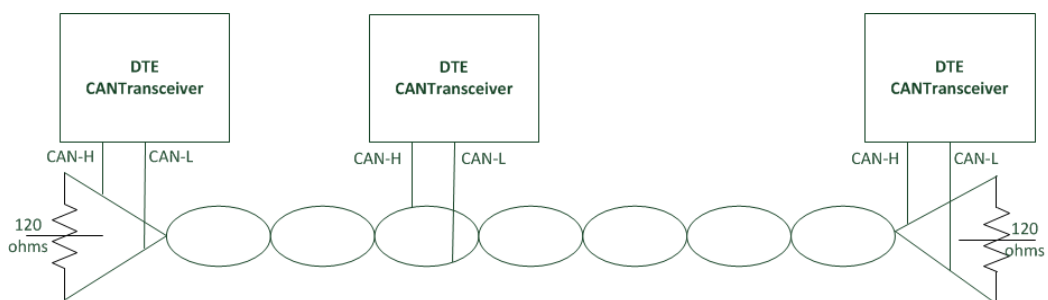 DTE
CANTransceiver
DTE
CANTransceiver
DTE
CANTransceiver
CAN-H
CAN-L
CAN-H
CAN-L
CAN-H
CAN-L
120
ohms
120
ohms